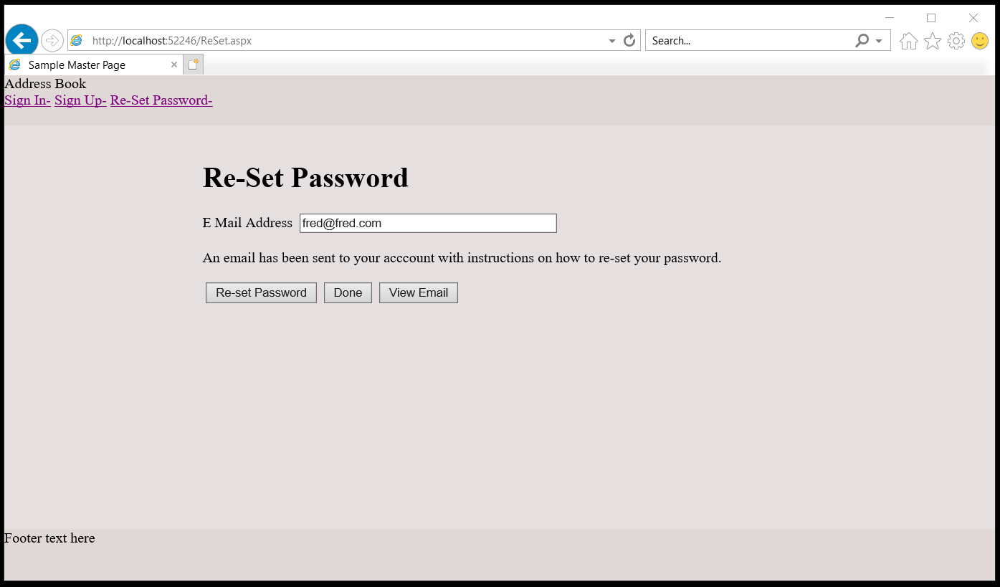 http://localhost:52246/ReSet.aspx
Search...
Sample Master Page
Address Book
Sign In- Sign Up- Re-Set Password-
Re-Set Password
E Mail Address fred@fred.com
An email has been sent to your acccount with instructions on how to re-set your password.
Re-set Password Done View Email
Footer text here